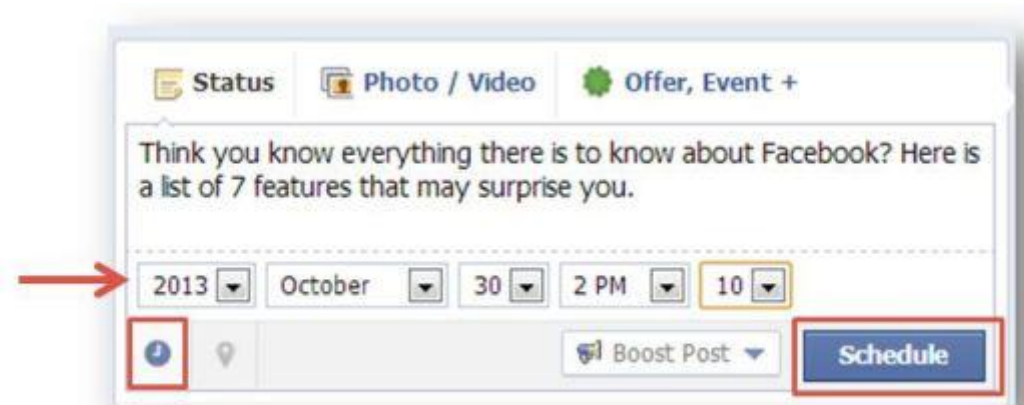 Status Photo / Video Offer, Event +
Think you know everything there is to know about Facebook? Here is
a list of 7 features that may surprise you.
2013 October 30 2 PM 10
Boost Post Schedule